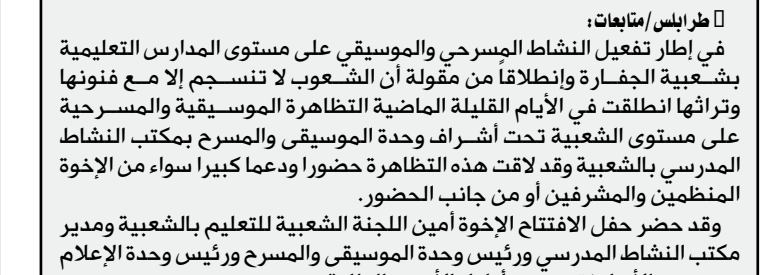 طرابلس/متابعات:
في إطار تفعيل النشاط المسرحي والموسيقي على مستوى المدارس التعليمية
بشعبية الجفارة وإنطلاقاً من مقولة أن الشعوب لا تنسجم إلا مع فنونها
وتراثها انطلقت في الأيام القليلة الماضية التظاهرة الموسيقية والمسرحية
على مستوى الشعبية تحت أشراف وحدة الموسيقى والمسرح بمكتب النشاط
المدرسي بالشعبية وقد لاقت هذه التظاهرة حضورا ودعما كبيرا سواء من الإخوة
المنظمين والمشرفين أو من جانب الحضور.
وقد حضر حفل الافتتاح الإخوة أمين اللجنة الشعبية للتعليم بالشعبية ومدير
مكتب النشاط المدرسي ورئيس وحدة الموسيقى والمسرح ورئيس وحدة الإعلام